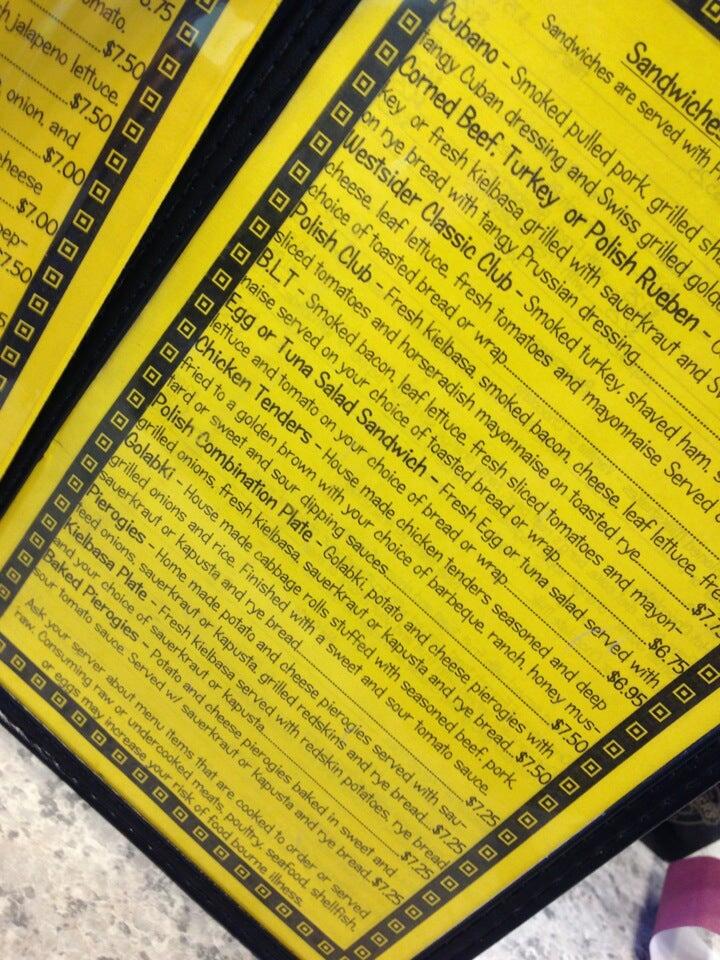 .75
omato.
$7.50
h jalapeno lettuce,
$7.50
, onion, and
$7.00
cheese
$7.00
eep-
$7.50
Sandwiche
Sandwiches are served with
Cubano - Smoked pulled pork, grilled
tangy Cuban dressing and Swiss grilled gold
Corned Beef, Turkey or Polish Rueben -
key, or fresh kielbasa grilled with sauerkraut and S
on rye bread with tangy Prussian dressing
Westsider Classic Club - Smoked turkey, shaved ham,
cheese, leaf lettuce, fresh tomatoes and mayonnaise. Served
choice of toasted bread or wrap
Polish Club - Fresh kielbasa, smoked bacon, cheese, leaf lettuce, fre
sliced tomatoes and horseradish mayonnaise on toasted rye
B.L.T - Smoked bacon, leaf lettuce, fresh sliced tomatoes and mayon-
naise served on your choice of toasted bread or wrap $7.
Egg or Tuna Salad Sandwich - Fresh Egg or tuna salad served with
lettuce and tomato on your choice of bread or wrap $6.75
Chicken Tenders - House made chicken tenders seasoned and deep
fried to a golden brown with your choice of barbeque, ranch, honey mus-
tard or sweet and sour dipping sauces $6.95
Polish Combination Plate - Golabki, potato and cheese pierogies with
grilled onions, fresh kielbasa, sauerkraut or kapusta and rye bread. $7.50
Golabki - House made cabbage rolls stuffed with seasoned beef, pork,
grilled onions and rice. Finished with a sweet and sour tomato sauce,
sauerkraut or kapusta and rye bread $7.50
Pierogies - Home made potato and cheese pierogies served with sau-
teed onions, sauerkraut or kapusta, grilled redskins and rye bread $7.25
Kielbasa Plate - Fresh kielbasa served with redskin potatoes, rye bread
and your choice of sauerkraut or kapusta $7.25
Baked Pierogies - Potato and cheese pierogies baked in sweet and
sour tomato sauce. Served w/ sauerkraut or kapusta and rye bread. $7.25
Ask your server about menu items that are cooked to order or served
raw. Consuming raw or undercooked meats, poultry, seafood, shellfish,
or eggs may increase your risk of food bourne illness.